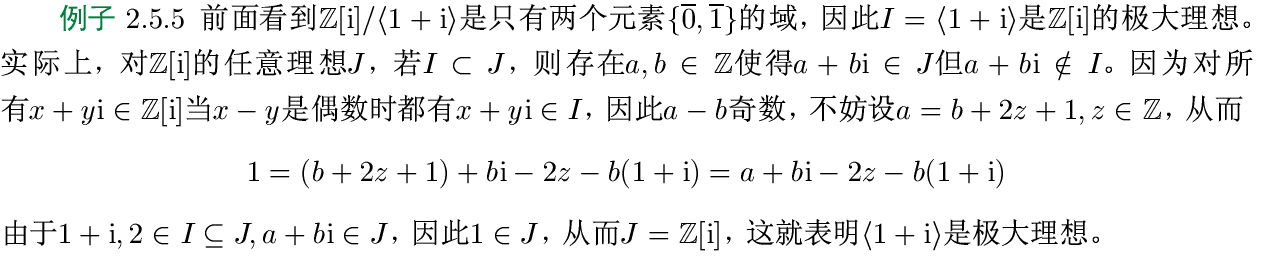 例子 2.5.5 前面看到ℤ[i]/⟨1 + i⟩是只有两个元素{0̅, 1̅}的域，因此I = ⟨1 + i⟩是ℤ[i]的极大理想。
实际上，对ℤ[i]的任意理想J，若I ⊂ J，则存在a, b ∈ ℤ使得a + bi ∈ J但a + bi ∉ I。因为对所
有x + yi ∈ ℤ[i]当x − y是偶数时都有x + yi ∈ I，因此a − b奇数，不妨设a = b + 2z + 1, z ∈ ℤ，从而
1 = (b + 2z + 1) + bi − 2z − b(1 + i) = a + bi − 2z − b(1 + i)
由于1 + i, 2 ∈ I ⊆ J, a + bi ∈ J，因此1 ∈ J，从而J = ℤ[i]，这就表明⟨1 + i⟩是极大理想。